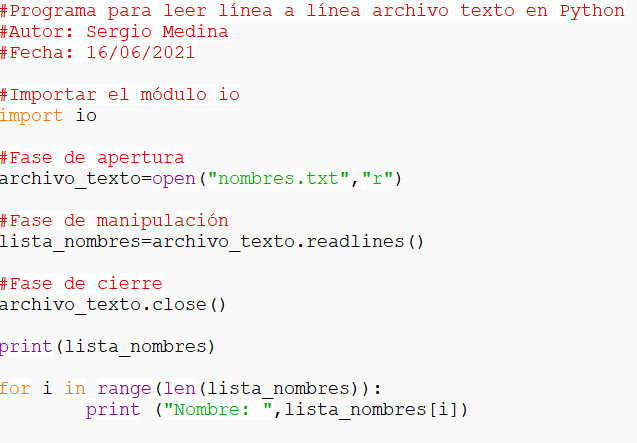 #Programa para leer línea a línea archivo texto en Python
#Autor: Sergio Medina
#Fecha: 16/06/2021
#Importar el módulo io
import io
#Fase de apertura
archivo_texto=open("nombres.txt","r")
#Fase de manipulación
lista_nombres=archivo_texto.readlines()
#Fase de cierre
archivo_texto.close()
print(lista_nombres)
for i in range(len(lista_nombres)):
        print ("Nombre: ",lista_nombres[i])